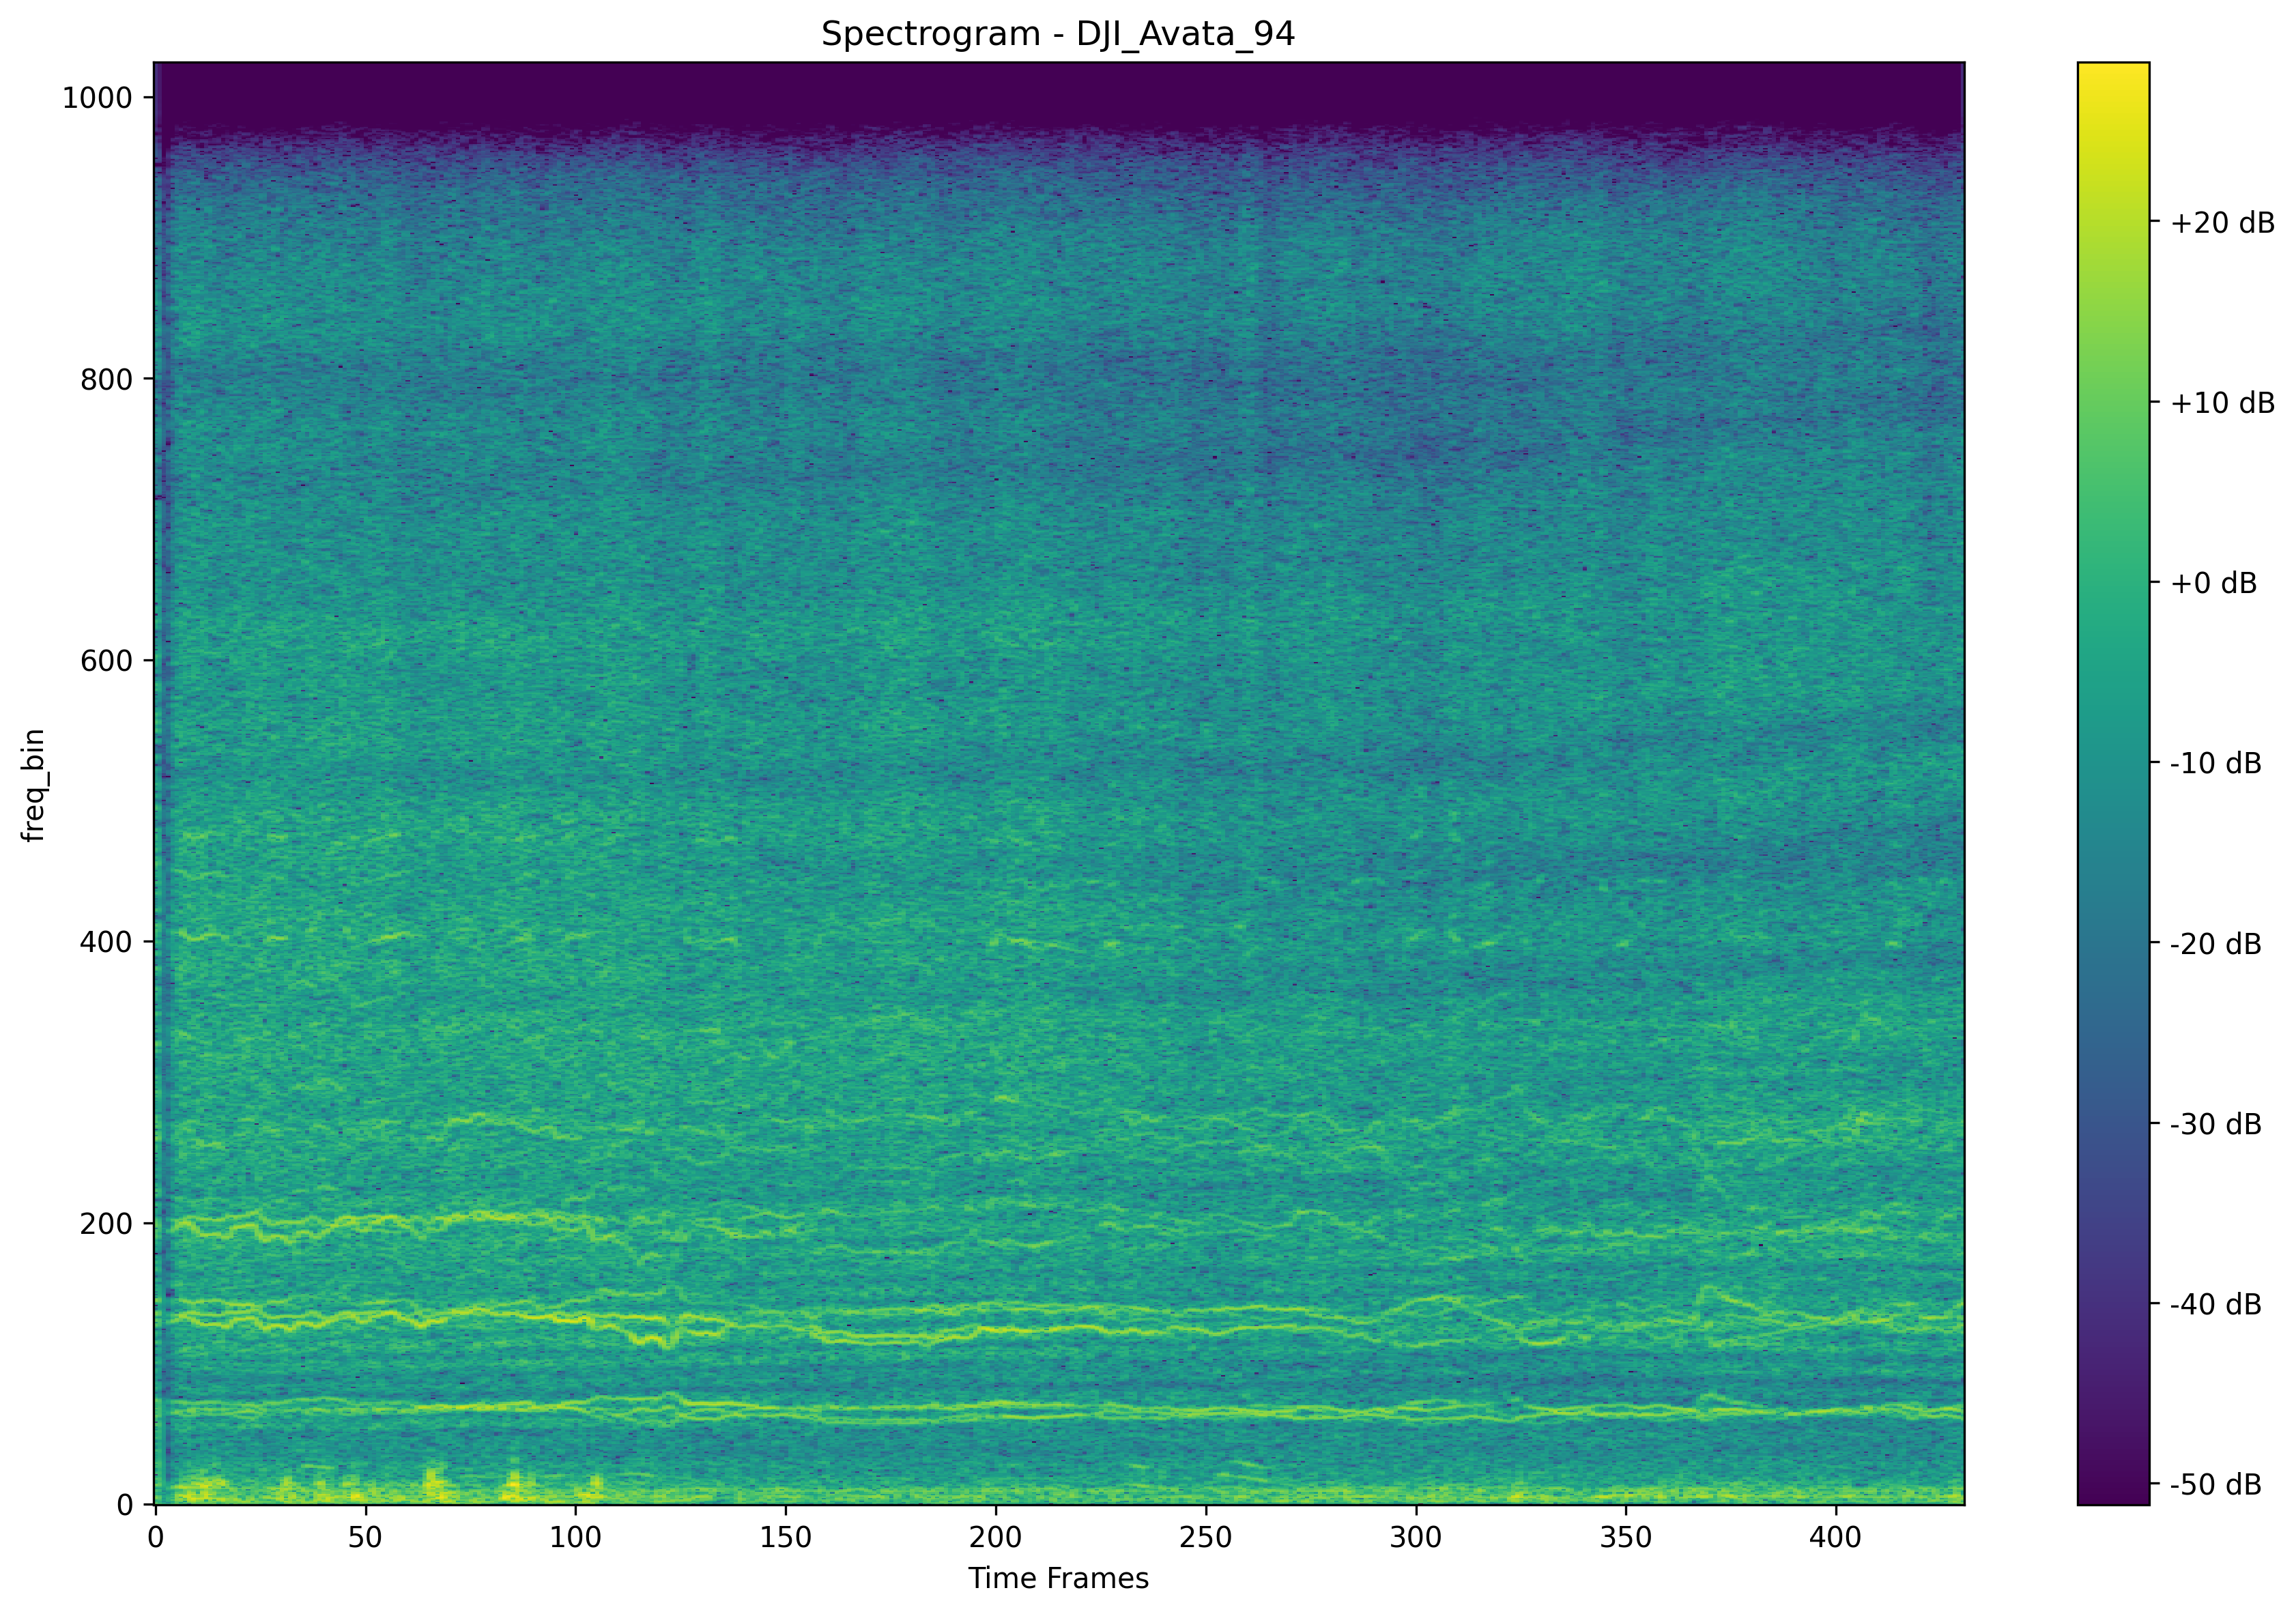 Spectrogram - DJI_Avata_94
1000
800
600
400
200
0
freq_bin
0 50 100 150 200 250 300 350 400
Time Frames
+20 dB
+10 dB
+0 dB
-10 dB
-20 dB
-30 dB
-40 dB
-50 dB